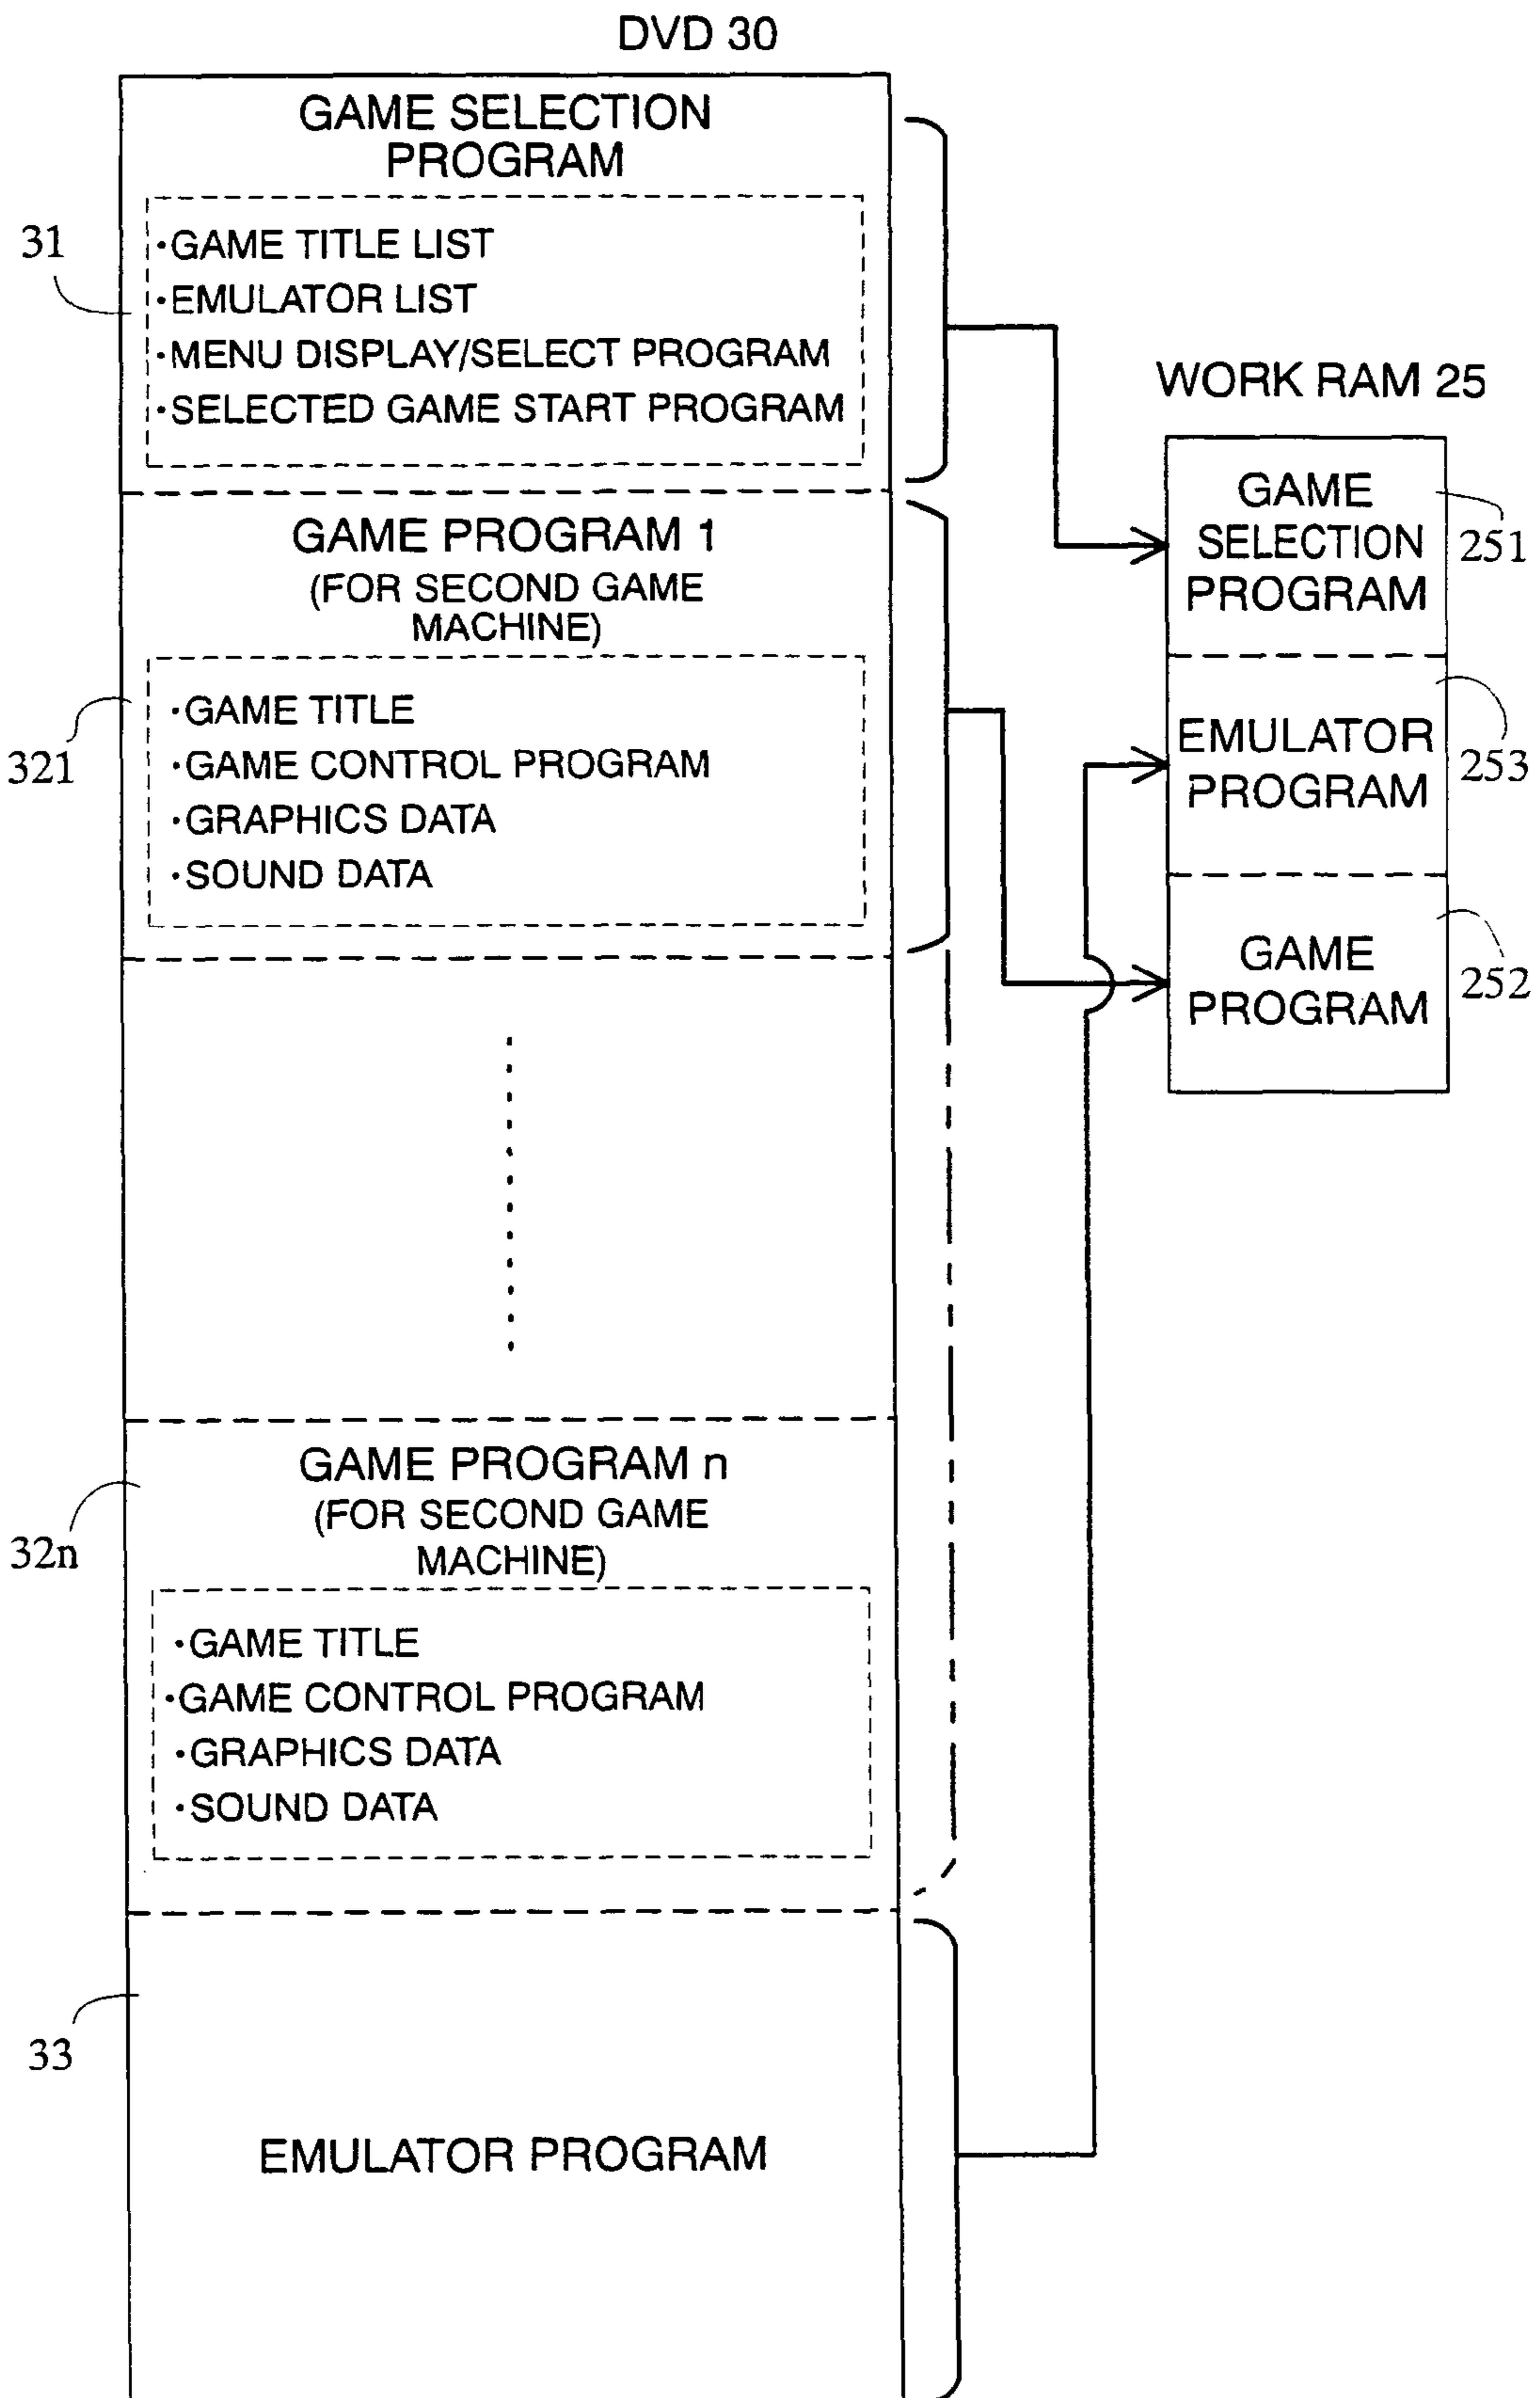 DVD 30
GAME SELECTION
PROGRAM
31
·GAME TITLE LIST
·EMULATOR LIST
·MENU DISPLAY/SELECT PROGRAM
·SELECTED GAME START PROGRAM
GAME PROGRAM 1
(FOR SECOND GAME
MACHINE)
321
·GAME TITLE
·GAME CONTROL PROGRAM
·GRAPHICS DATA
·SOUND DATA
GAME PROGRAM n
(FOR SECOND GAME
MACHINE)
32n
·GAME TITLE
·GAME CONTROL PROGRAM
·GRAPHICS DATA
·SOUND DATA
33
EMULATOR PROGRAM
WORK RAM 25
GAME
SELECTION
PROGRAM
251
EMULATOR
PROGRAM
253
GAME
PROGRAM
252